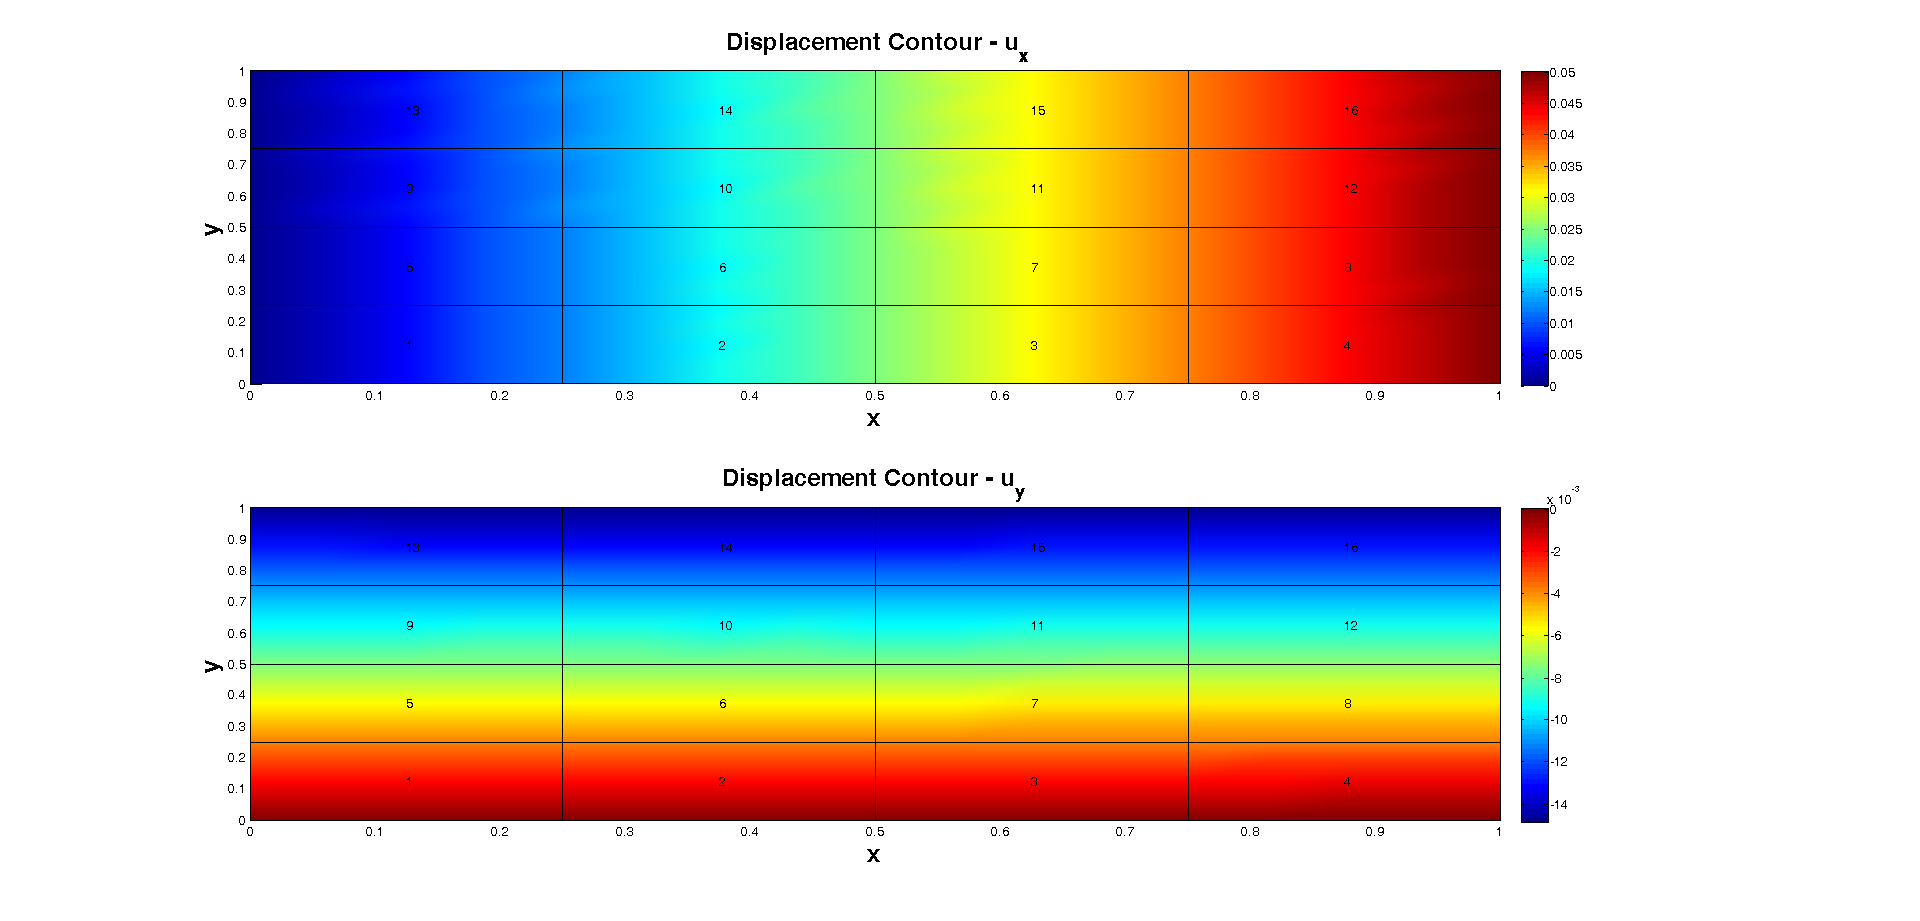 Displacement Contour - u_x
1
0.9
0.8
0.7
0.6
0.5
0.4
0.3
0.2
0.1
0
y
13 14 15 16
9 10 11 12
5 6 7 8
1 2 3 4
0 0.1 0.2 0.3 0.4 0.5 0.6 0.7 0.8 0.9 1
x
0.05
0.045
0.04
0.035
0.03
0.025
0.02
0.015
0.01
0.005
0
Displacement Contour - u_y
1
0.9
0.8
0.7
0.6
0.5
0.4
0.3
0.2
0.1
0
y
13 14 15 16
9 10 11 12
5 6 7 8
1 2 3 4
0 0.1 0.2 0.3 0.4 0.5 0.6 0.7 0.8 0.9 1
x
x 10^-3
0
-2
-4
-6
-8
-10
-12
-14